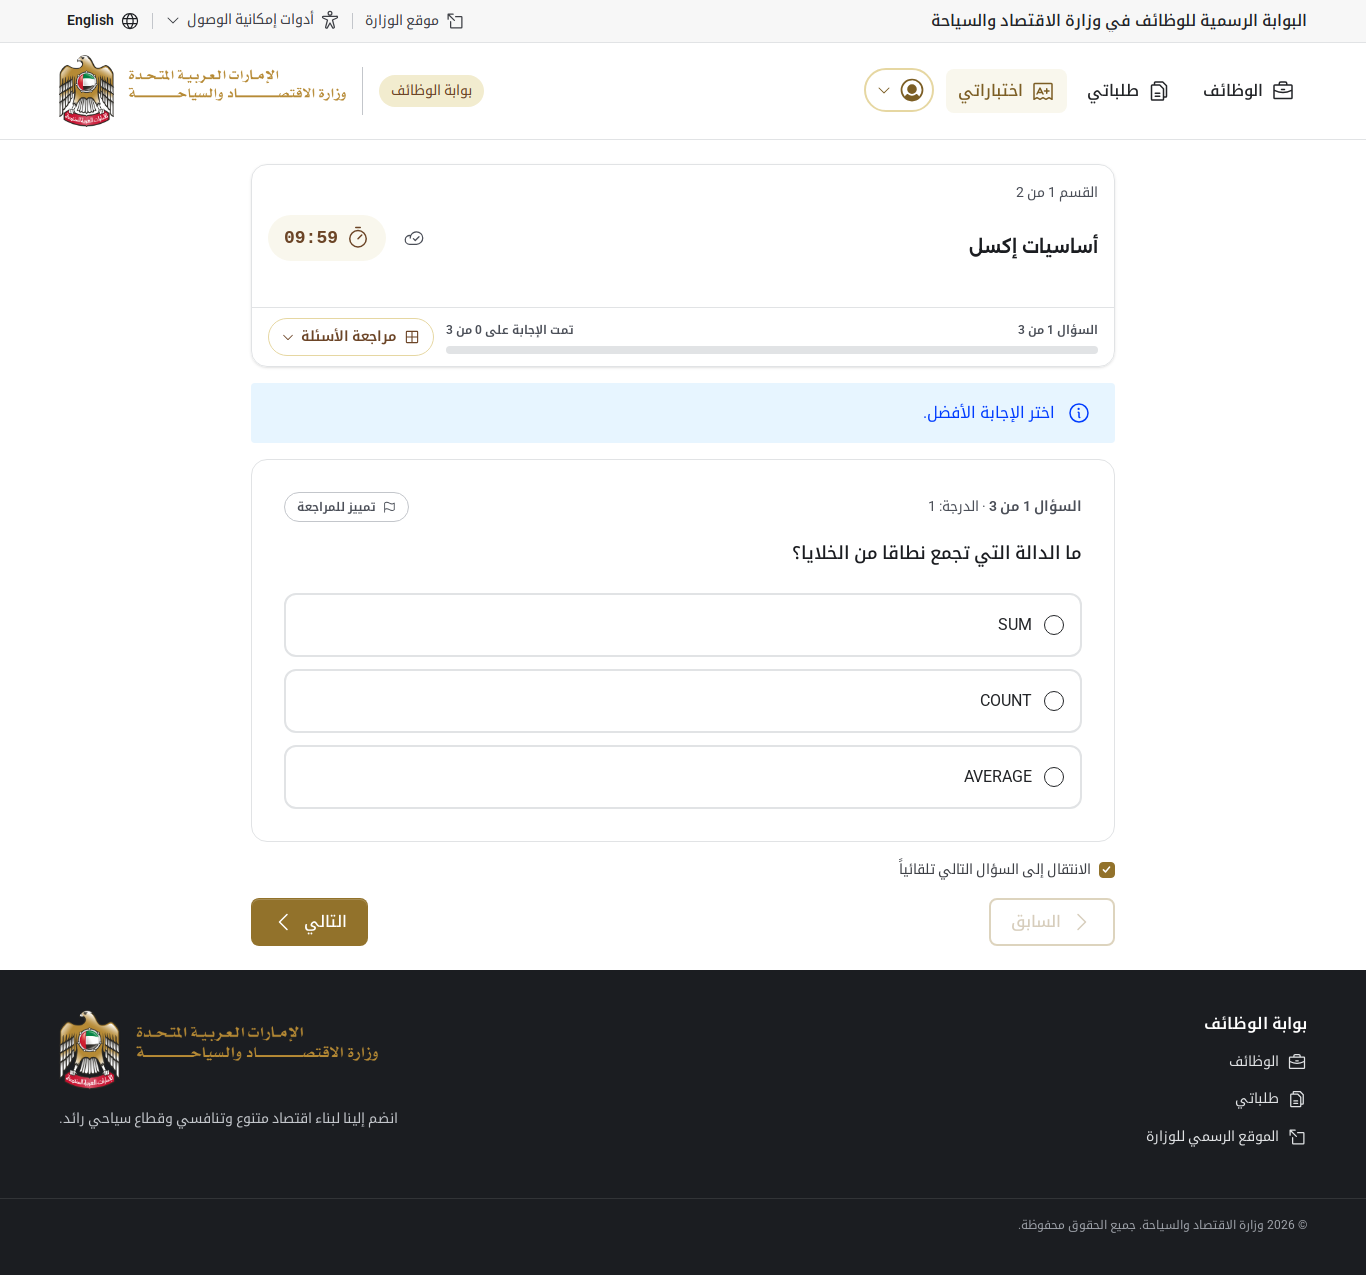 البوابة الرسمية للوظائف في وزارة الاقتصاد والسياحة
موقع الوزارة
أدوات إمكانية الوصول
English
الوظائف
طلباتي
اختباراتي
بوابة الوظائف
الإمارات العربية المتحدة
وزارة الاقتصاد والسياحة
القسم 1 من 2
أساسيات إكسل
09:59
السؤال 1 من 3
تمت الإجابة على 0 من 3
مراجعة الأسئلة
اختر الإجابة الأفضل.
السؤال 1 من 3 · الدرجة: 1
تمييز للمراجعة
ما الدالة التي تجمع نطاقا من الخلايا؟
SUM
COUNT
AVERAGE
الانتقال إلى السؤال التالي تلقائياً
السابق
التالي
بوابة الوظائف
الوظائف
طلباتي
الموقع الرسمي للوزارة
الإمارات العربية المتحدة
وزارة الاقتصاد والسياحة
انضم إلينا لبناء اقتصاد متنوع وتنافسي وقطاع سياحي رائد.
© 2026 وزارة الاقتصاد والسياحة. جميع الحقوق محفوظة.